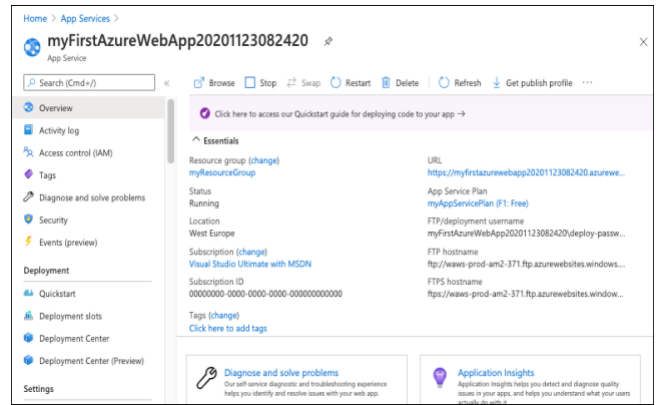 Home > App Services >
myFirstAzureWebApp20201123082420
App Service
Search (Cmd+/)
«
Browse Stop Swap Restart Delete Refresh Get publish profile ...
Overview
Activity log
Access control (IAM)
Tags
Diagnose and solve problems
Security
Events (preview)
Deployment
Quickstart
Deployment slots
Deployment Center
Deployment Center (Preview)
Settings
Click here to access our Quickstart guide for deploying code to your app →
Essentials
Resource group (change)
myResourceGroup
Status
Running
Location
West Europe
Subscription (change)
Visual Studio Ultimate with MSDN
Subscription ID
00000000-0000-0000-0000-000000000000
Tags (change)
Click here to add tags
URL
https://myfirstazurewebapp20201123082420.azurewe...
App Service Plan
myAppServicePlan (F1: Free)
FTP/deployment username
myFirstAzureWebApp20201123082420\deploy-passw...
FTP hostname
ftp://waws-prod-am2-371.ftp.azurewebsites.windows....
FTPS hostname
ftps://waws-prod-am2-371.ftp.azurewebsites.window...
Diagnose and solve problems
Our self-service diagnostic and troubleshooting experience
helps you identify and resolve issues with your web app.
Application Insights
Application Insights helps you detect and diagnose quality
issues in your apps, and helps you understand what your users
actually do with it.